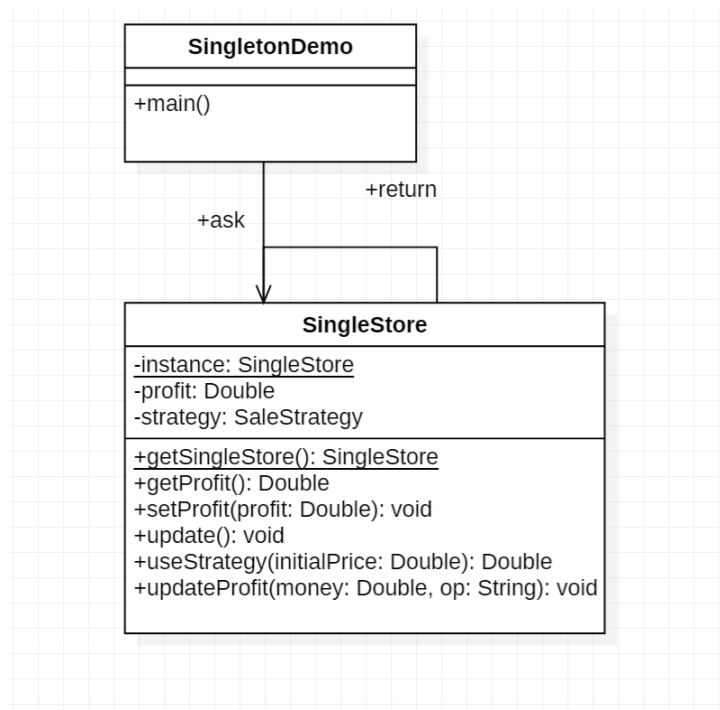 SingletonDemo
+main()
+return
+ask
SingleStore
-instance: SingleStore
-profit: Double
-strategy: SaleStrategy
+getSingleStore(): SingleStore
+getProfit(): Double
+setProfit(profit: Double): void
+update(): void
+useStrategy(initialPrice: Double): Double
+updateProfit(money: Double, op: String): void